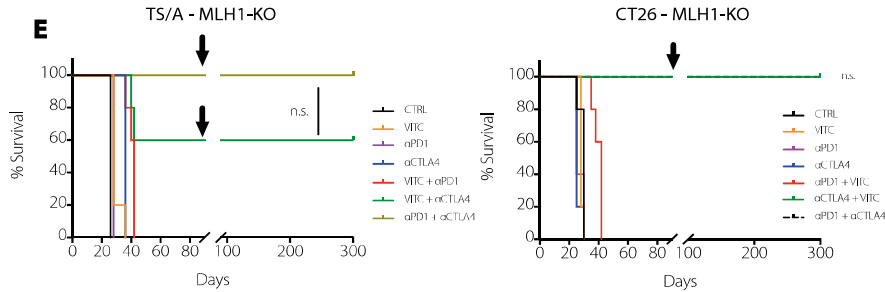 E
TS/A - MLH1-KO
% Survival
100
80
60
40
20
0
0
20
40
60
80
100
200
300
Days
n.s.
CTRL
VITC
αPD1
αCTLA4
VITC + αPD1
VITC + αCTLA4
αPD1 + αCTLA4
CT26 - MLH1-KO
% Survival
100
80
60
40
20
0
0
20
40
60
80
100
200
300
Days
n.s.
CTRL
VITC
αPD1
αCTLA4
αPD1 + VITC
αCTLA4 + VITC
αPD1 + αCTLA4